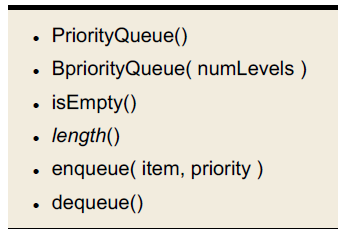 • PriorityQueue()
• BpriorityQueue( numLevels )
• isEmpty()
• length()
• enqueue( item, priority )
• dequeue()